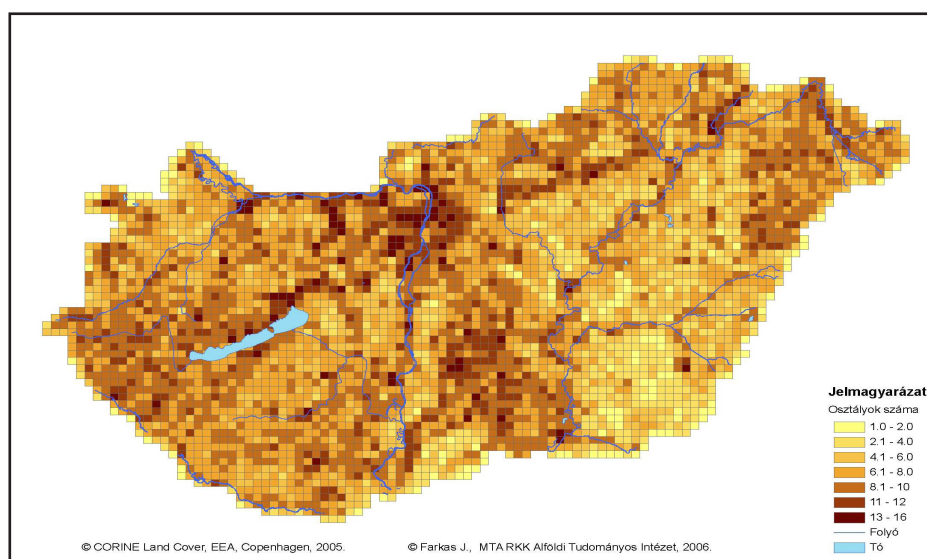 Jelmagyarázat
Osztályok száma
1.0 - 2.0
2.1 - 4.0
4.1 - 6.0
6.1 - 8.0
8.1 - 10
11 - 12
13 - 16
Folyó
Tó
© CORINE Land Cover, EEA, Copenhagen, 2005.
© Farkas J., MTA RKK Alföldi Tudományos Intézet, 2006.